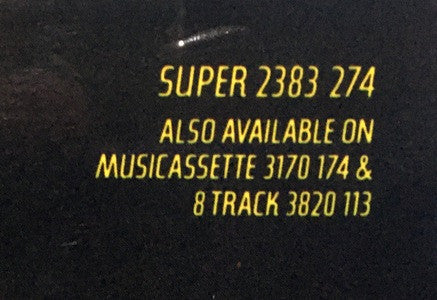 SUPER 2383 274
ALSO AVAILABLE ON
MUSICASSETTE 3170 174 &
8 TRACK 3820 113